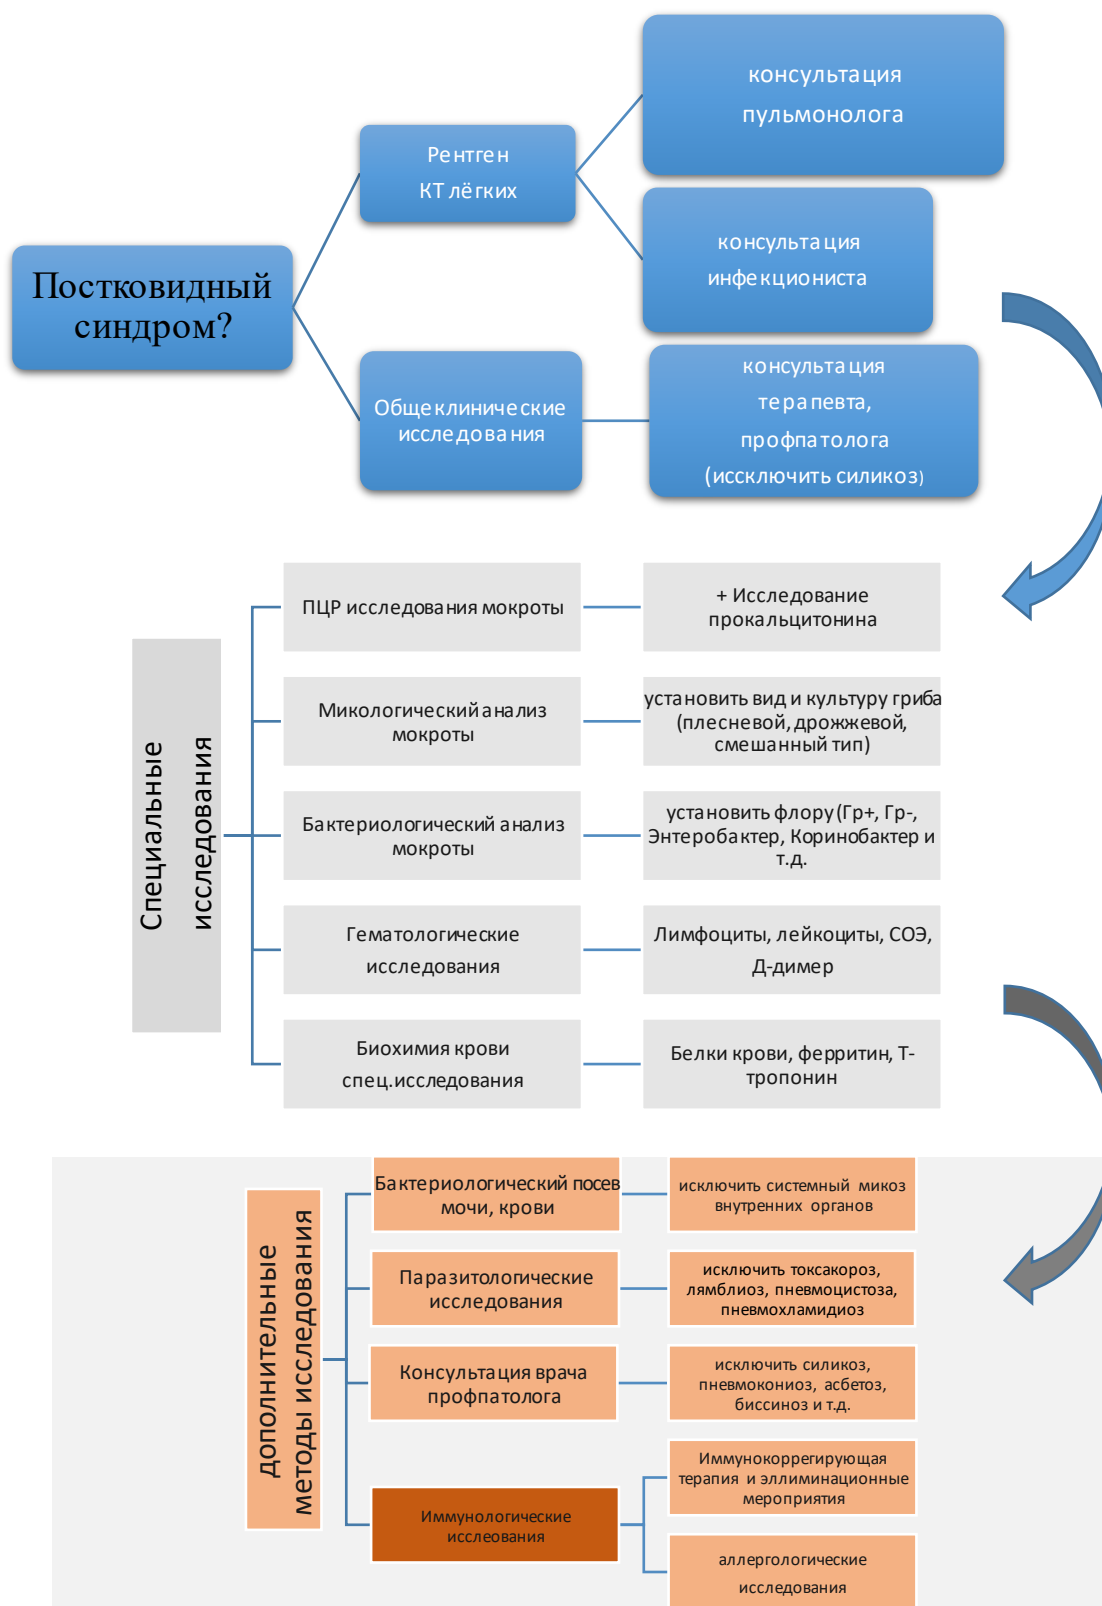 Постковидный
синдром?
Рентген
КТ лёгких
консультация
пульмонолога
консультация
инфекциониста
Общеклинические
исследования
консультация
терапевта,
профпатолога
(иссключить силикоз)
Специальные
исследования
ПЦР исследования мокроты
+ Исследование
прокальцитонина
Микологический анализ
мокроты
установить вид и культуру гриба
(плесневой, дрожжевой,
смешанный тип)
Бактериологический анализ
мокроты
установить флору (Гр+, Гр-,
Энтеробактер, Коринобактер и
т.д.
Гематологические
исследования
Лимфоциты, лейкоциты, СОЭ,
Д-димер
Биохимия крови
спец.исследования
Белки крови, ферритин, Т-
тропонин
дополнительные
методы исследования
Бактериологический посев
мочи, крови
исключить системный микоз
внутренних органов
Паразитологические
исследования
исключить токсакороз,
лямблиоз, пневмоцистоза,
пневмохламидиоз
Консультация врача
профпатолога
исключить силикоз,
пневмокониоз, асбетоз,
биссиноз и т.д.
Иммунологические
исслеования
Иммунокоррегирующая
терапия и эллиминационные
мероприятия
аллергологические
исследования